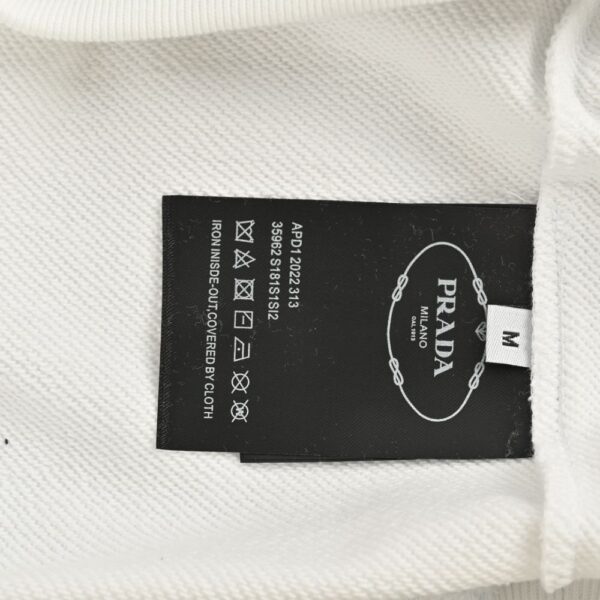 M
PRADA
MILANO
DAL 1913
APD1 2022 313
35962 S181S1SI2
IRON INISDE-OUT,COVERED BY CLOTH